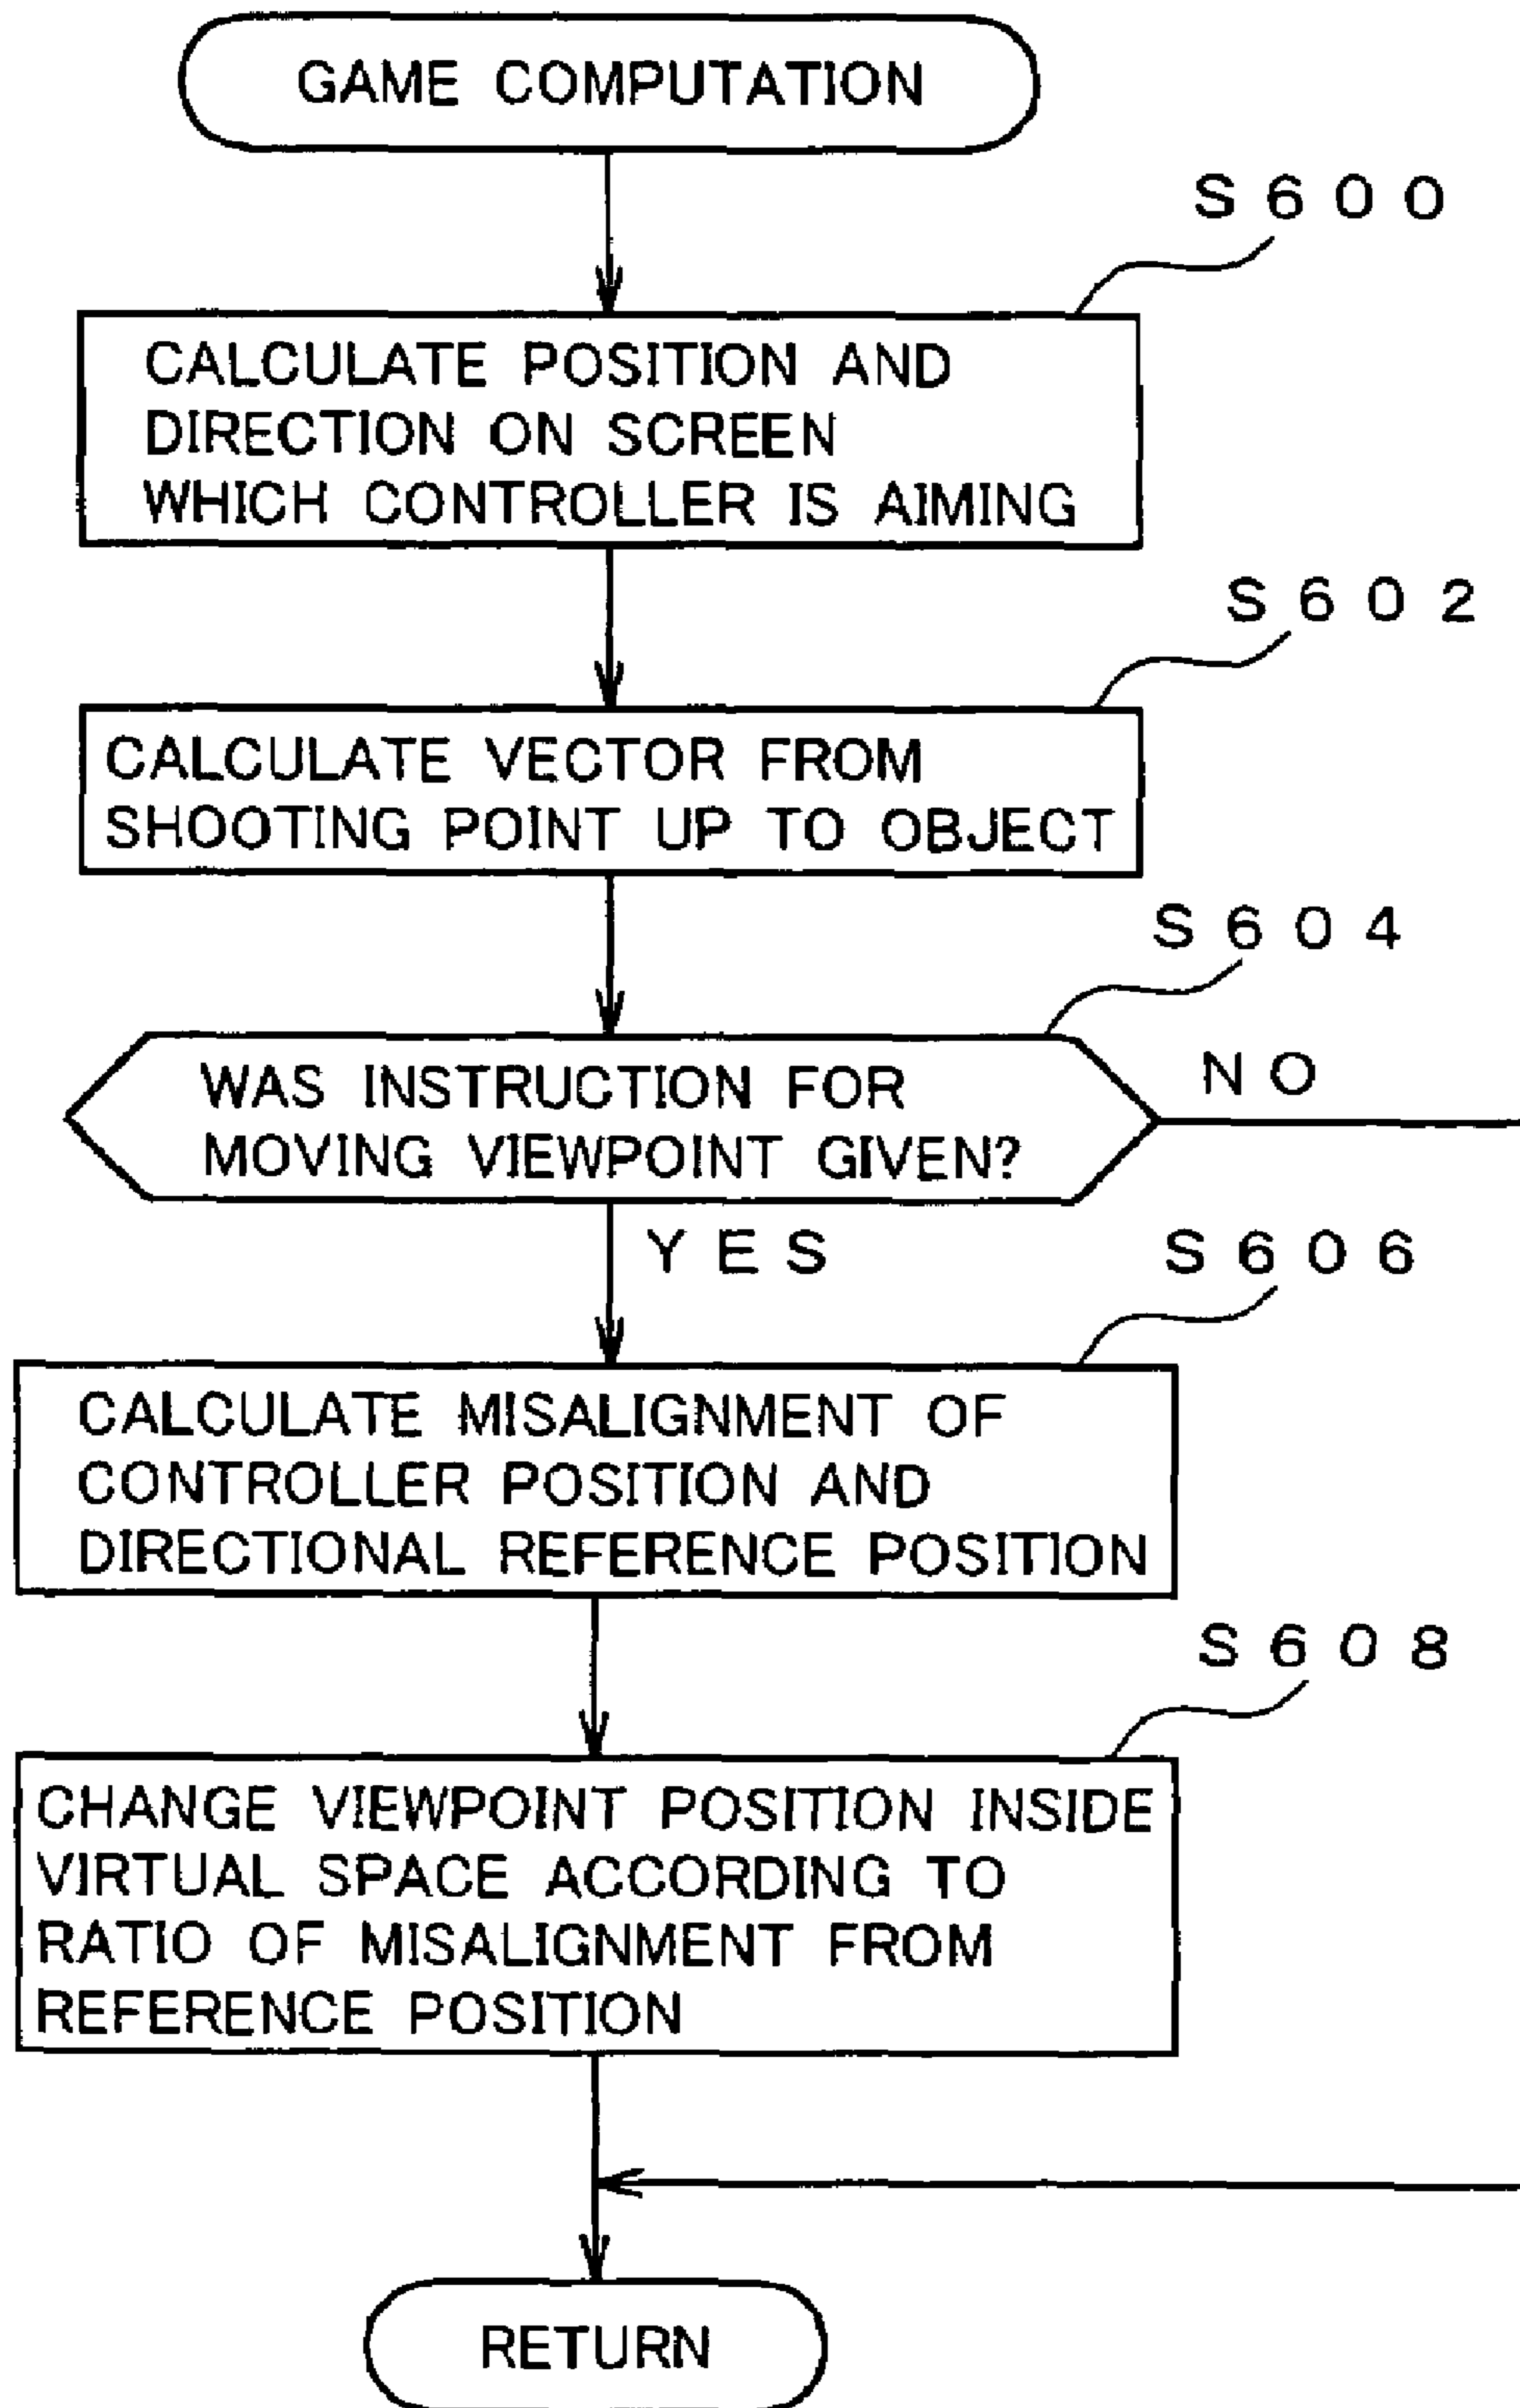 GAME COMPUTATION
S600
CALCULATE POSITION AND
DIRECTION ON SCREEN
WHICH CONTROLLER IS AIMING
S602
CALCULATE VECTOR FROM
SHOOTING POINT UP TO OBJECT
S604
WAS INSTRUCTION FOR
MOVING VIEWPOINT GIVEN?
NO
YES
S606
CALCULATE MISALIGNMENT OF
CONTROLLER POSITION AND
DIRECTIONAL REFERENCE POSITION
S608
CHANGE VIEWPOINT POSITION INSIDE
VIRTUAL SPACE ACCORDING TO
RATIO OF MISALIGNMENT FROM
REFERENCE POSITION
RETURN